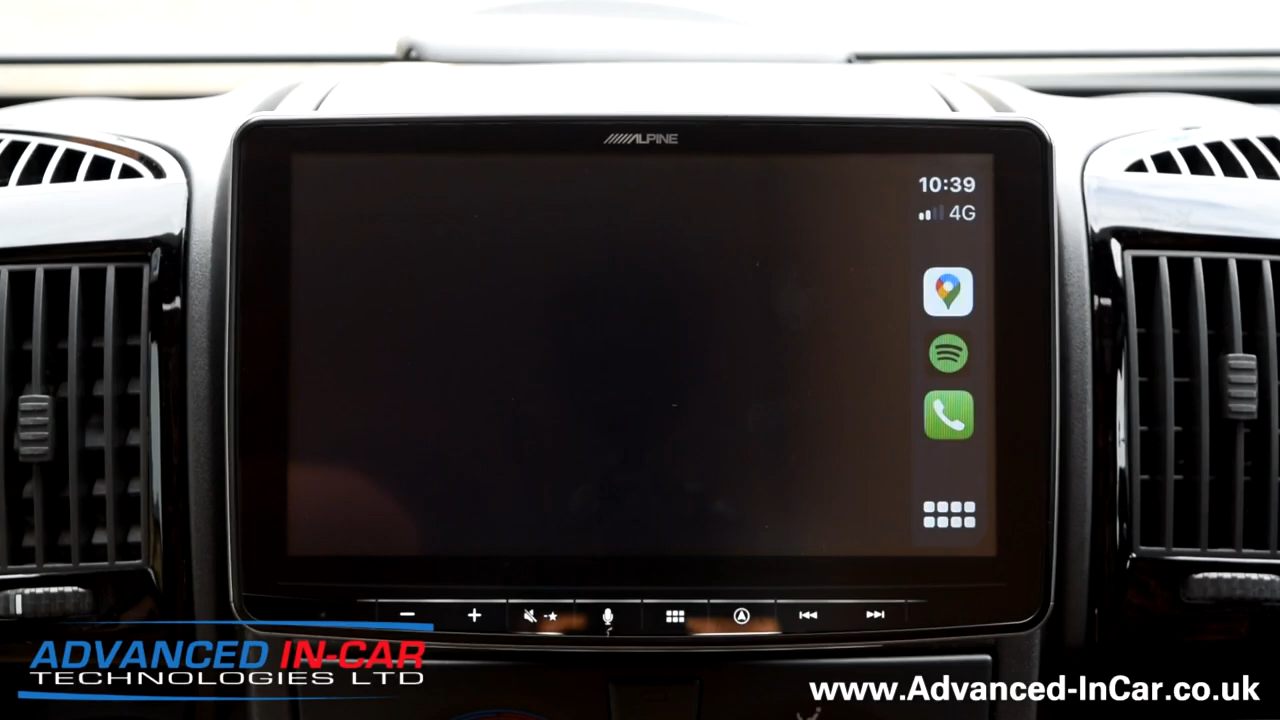 ALPINE
10:39
4G
ADVANCED IN-CAR
TECHNOLOGIES LTD
www.Advanced-InCar.co.uk